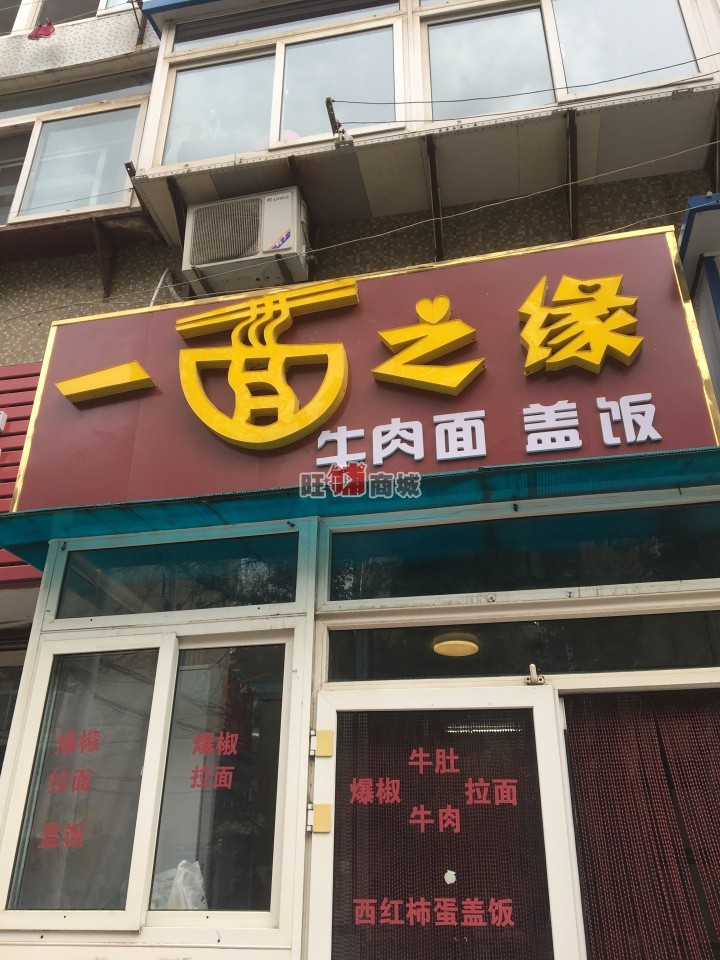 一面之缘
牛肉面 盖饭
旺铺商城
爆椒
拉面
盖饭
爆椒
拉面
牛肚
爆椒 拉面
牛肉
西红柿蛋盖饭